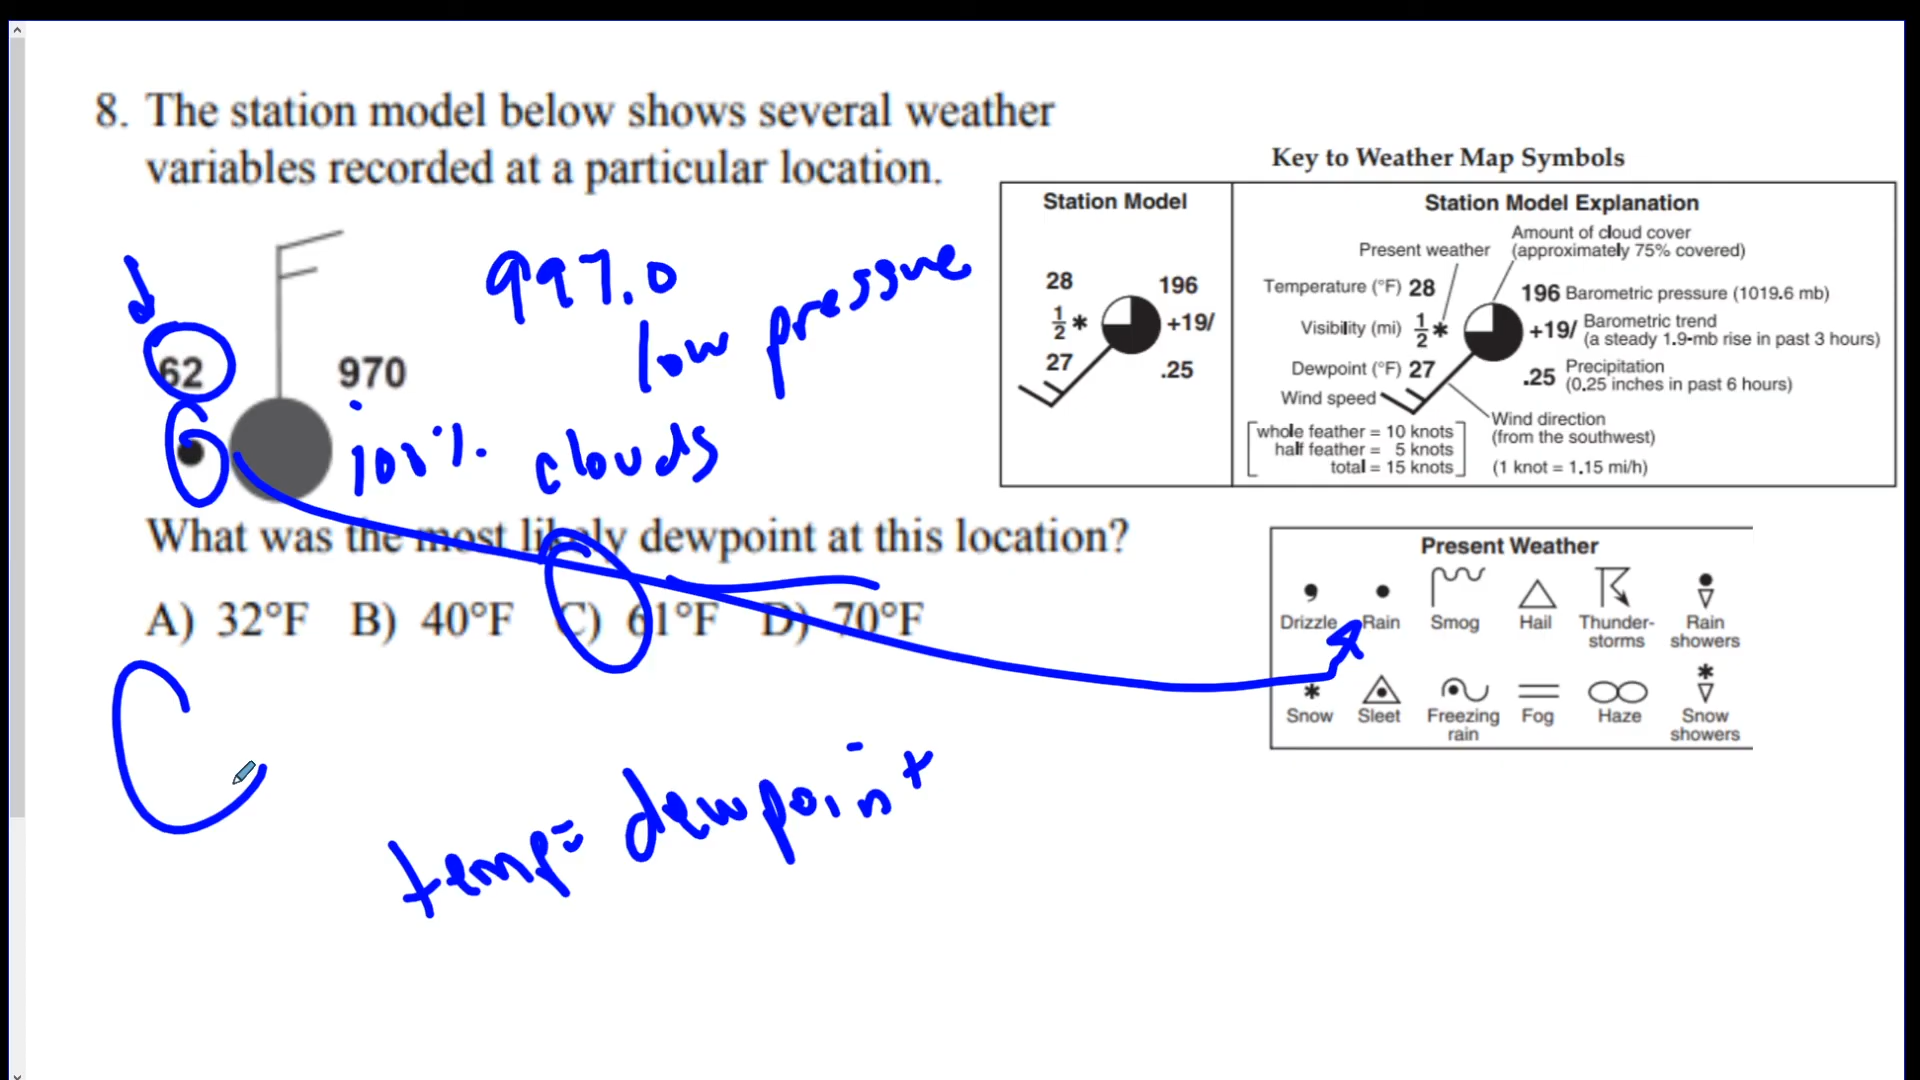 8. The station model below shows several weather
variables recorded at a particular location.
62
970
997.0
low pressure
100% clouds
What was the most likely dewpoint at this location?
A) 32°F B) 40°F C) 61°F D) 70°F
C
temp = dewpoint
Key to Weather Map Symbols
Station Model
28
196
1/2 *
+19/
27
.25
Station Model Explanation
Amount of cloud cover
(approximately 75% covered)
Present weather
Temperature (°F) 28
196 Barometric pressure (1019.6 mb)
Visibility (mi) 1/2 *
+19/ Barometric trend
(a steady 1.9-mb rise in past 3 hours)
Dewpoint (°F) 27
.25 Precipitation
(0.25 inches in past 6 hours)
Wind speed
whole feather = 10 knots
half feather = 5 knots
total = 15 knots
Wind direction
(from the southwest)
(1 knot = 1.15 mi/h)
Present Weather
Drizzle Rain Smog Hail Thunder-
storms Rain
showers
Snow Sleet Freezing
rain Fog Haze Snow
showers